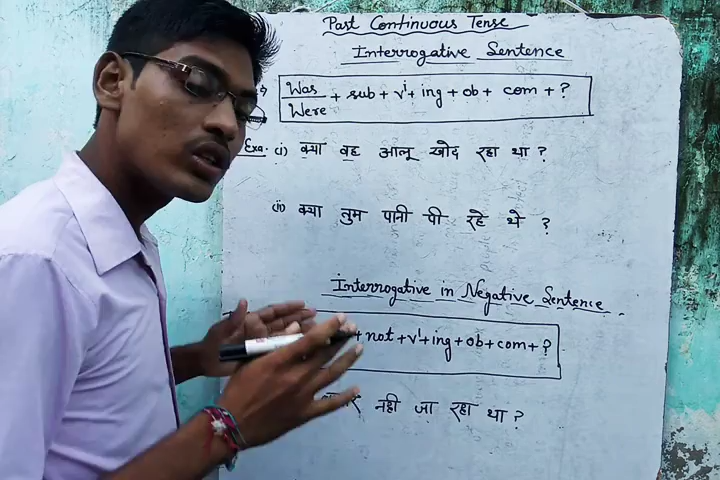 Past Continuous Tense
Interrogative Sentence
Was
Were + sub + v¹ + ing + ob + com + ?
Exa:- (i) क्या वह आलू खोद रहा था ?
(ii) क्या तुम पानी पी रहे थे ?
Interrogative in Negative Sentence
+ not + v¹ + ing + ob + com + ?
नही जा रहा था ?